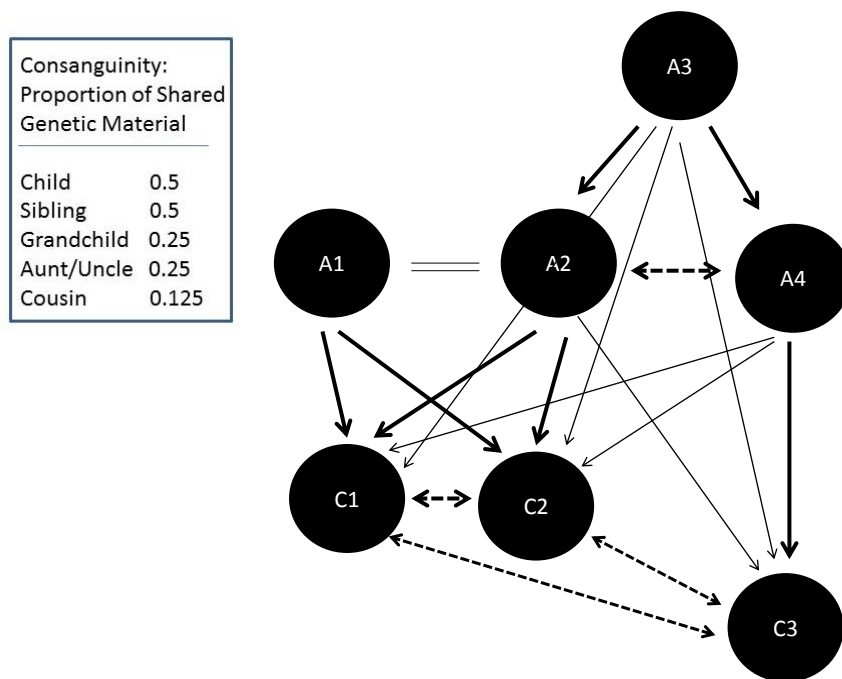 Consanguinity:
Proportion of Shared
Genetic Material
Child 0.5
Sibling 0.5
Grandchild 0.25
Aunt/Uncle 0.25
Cousin 0.125
A3
A1
A2
A4
C1
C2
C3